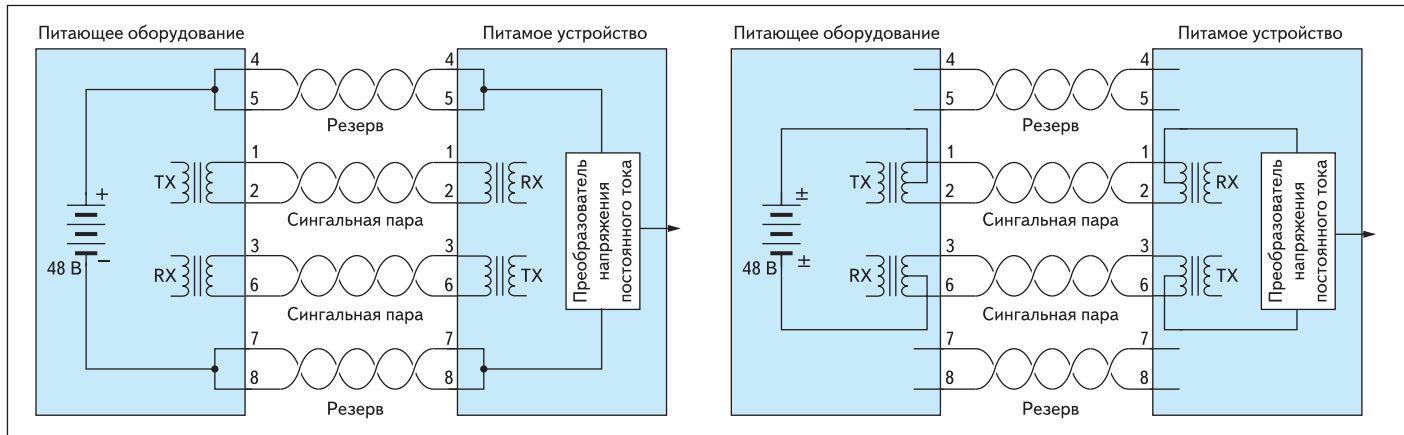 Питающее оборудование
Питамое устройство
4
4
5
5
Резерв
1
1
TX
RX
2
2
Сингальная пара
+
48 В
−
3
3
RX
TX
6
6
Сингальная пара
Преобразователь
напряжения
постоянного тока
7
7
8
8
Резерв
Питающее оборудование
Питамое устройство
4
4
5
5
Резерв
1
1
TX
RX
2
2
Сингальная пара
±
48 В
±
3
3
RX
TX
6
6
Сингальная пара
Преобразователь
напряжения
постоянного тока
7
7
8
8
Резерв